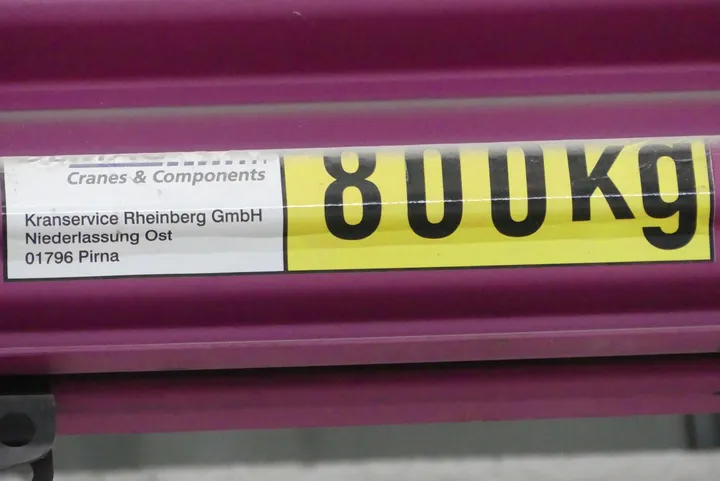 Cranes & Components
Kranservice Rheinberg GmbH
Niederlassung Ost
01796 Pirna
800Kg